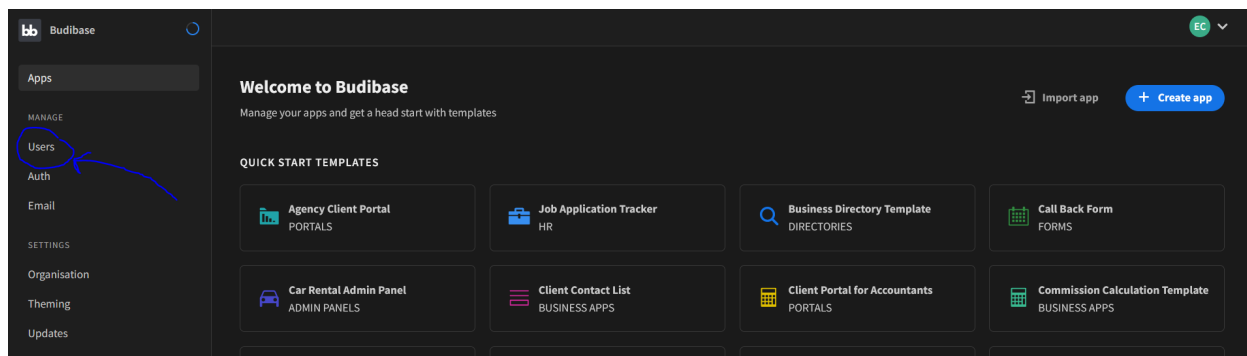 bb Budibase
EC
Apps
MANAGE
Users
Auth
Email
SETTINGS
Organisation
Theming
Updates
Welcome to Budibase
Manage your apps and get a head start with templates
Import app
+ Create app
QUICK START TEMPLATES
Agency Client Portal
PORTALS
Job Application Tracker
HR
Business Directory Template
DIRECTORIES
Call Back Form
FORMS
Car Rental Admin Panel
ADMIN PANELS
Client Contact List
BUSINESS APPS
Client Portal for Accountants
PORTALS
Commission Calculation Template
BUSINESS APPS